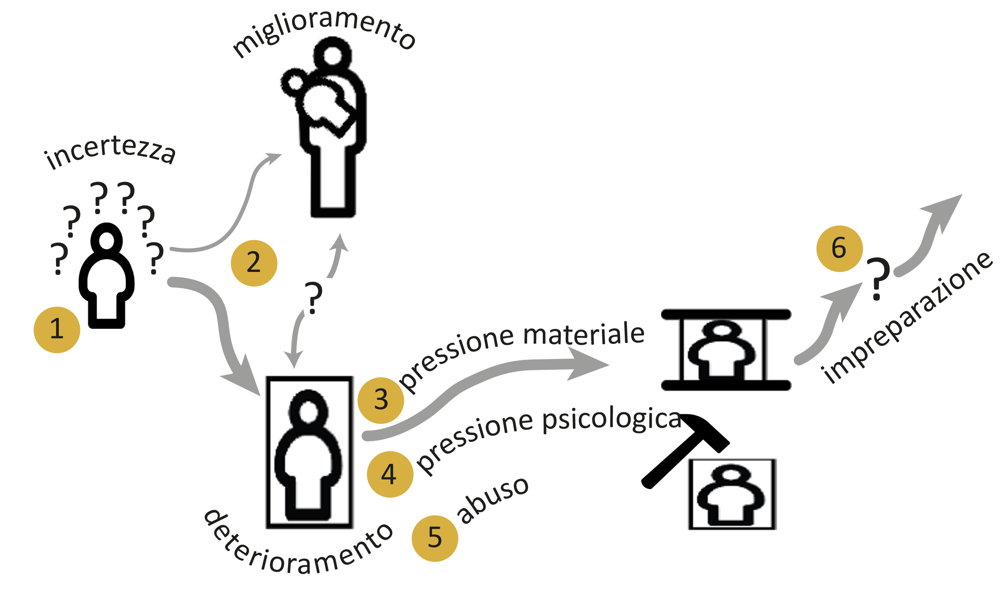 miglioramento
incertezza
? ? ? ? ? ?
1
2
?
3
pressione materiale
4
pressione psicologica
5
abuso
deterioramento
6
?
impreparazione